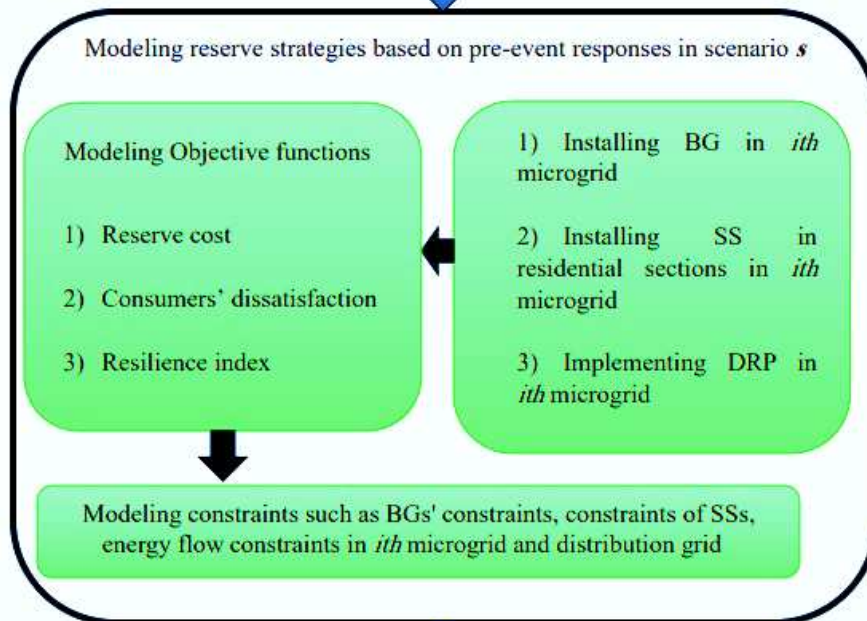 Modeling reserve strategies based on pre-event responses in scenario s
Modeling Objective functions
1) Reserve cost
2) Consumers’ dissatisfaction
3) Resilience index
1) Installing BG in ith
microgrid
2) Installing SS in
residential sections in ith
microgrid
3) Implementing DRP in
ith microgrid
Modeling constraints such as BGs' constraints, constraints of SSs,
energy flow constraints in ith microgrid and distribution grid